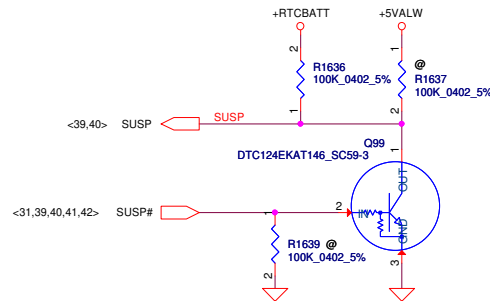 +RTCBATT
+5VALW
2
1
R1636
100K_0402_5%
@
R1637
100K_0402_5%
1
2
<39,40> SUSP
SUSP
Q99
DTC124EKAT146_SC59-3
1
OUT
IN
GND
2
3
<31,39,40,41,42> SUSP#
1
R1639 @
100K_0402_5%
2